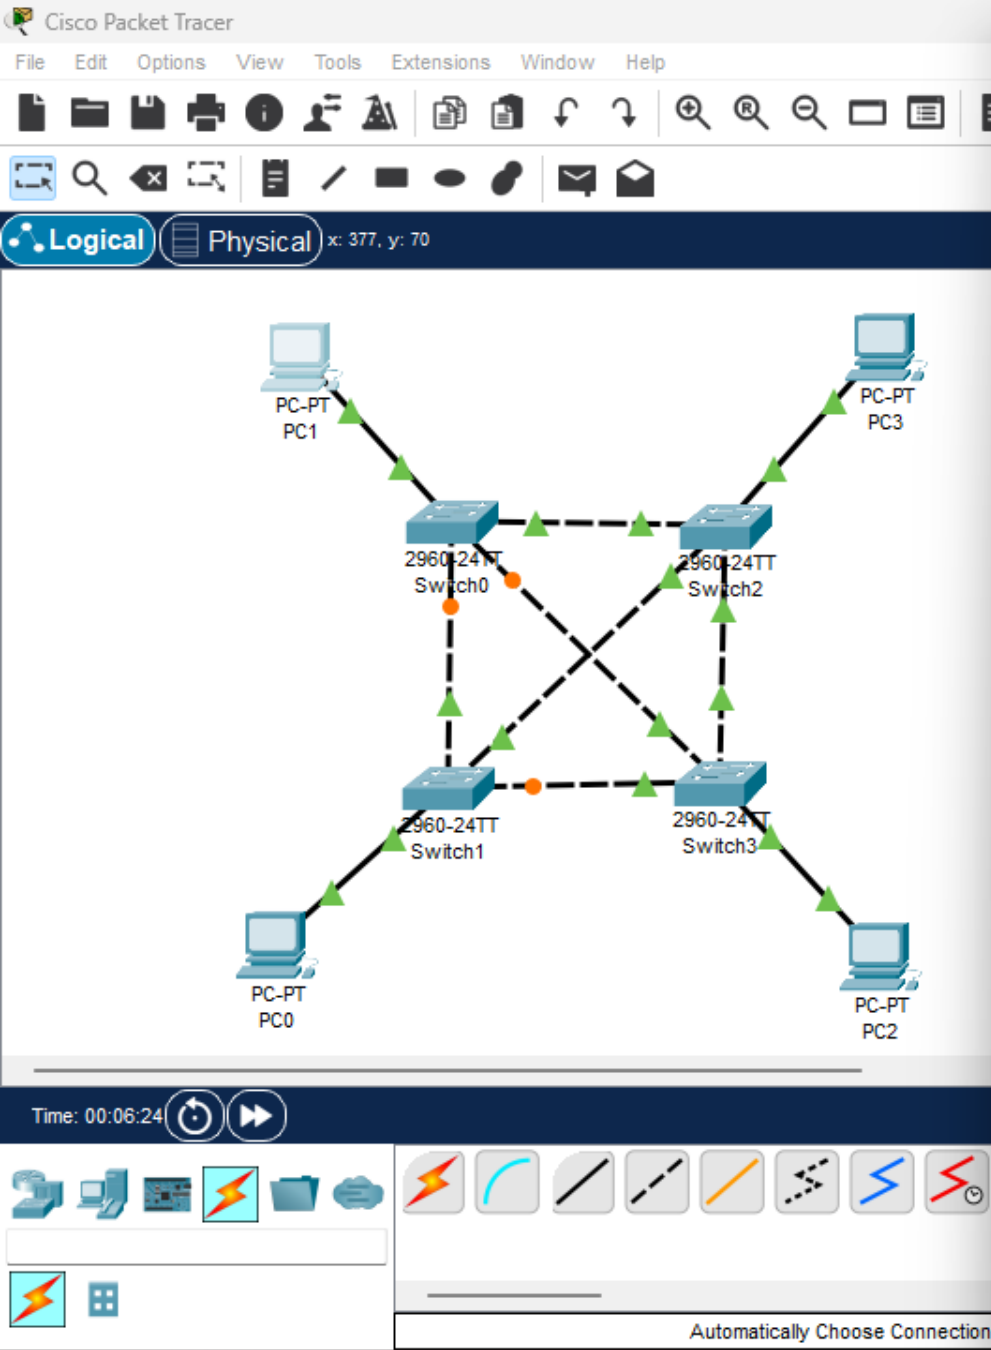 Cisco Packet Tracer
File Edit Options View Tools Extensions Window Help
Logical Physical x: 377, y: 70
PC-PT
PC1
PC-PT
PC3
2960-24TT
Switch0
2960-24TT
Switch2
2960-24TT
Switch1
2960-24TT
Switch3
PC-PT
PC0
PC-PT
PC2
Time: 00:06:24
Automatically Choose Connection